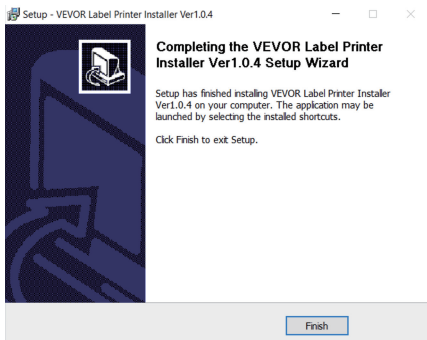 Setup - VEVOR Label Printer Installer Ver1.0.4
Completing the VEVOR Label Printer
Installer Ver1.0.4 Setup Wizard
Setup has finished installing VEVOR Label Printer Installer
Ver1.0.4 on your computer. The application may be
launched by selecting the installed shortcuts.
Click Finish to exit Setup.
Finish